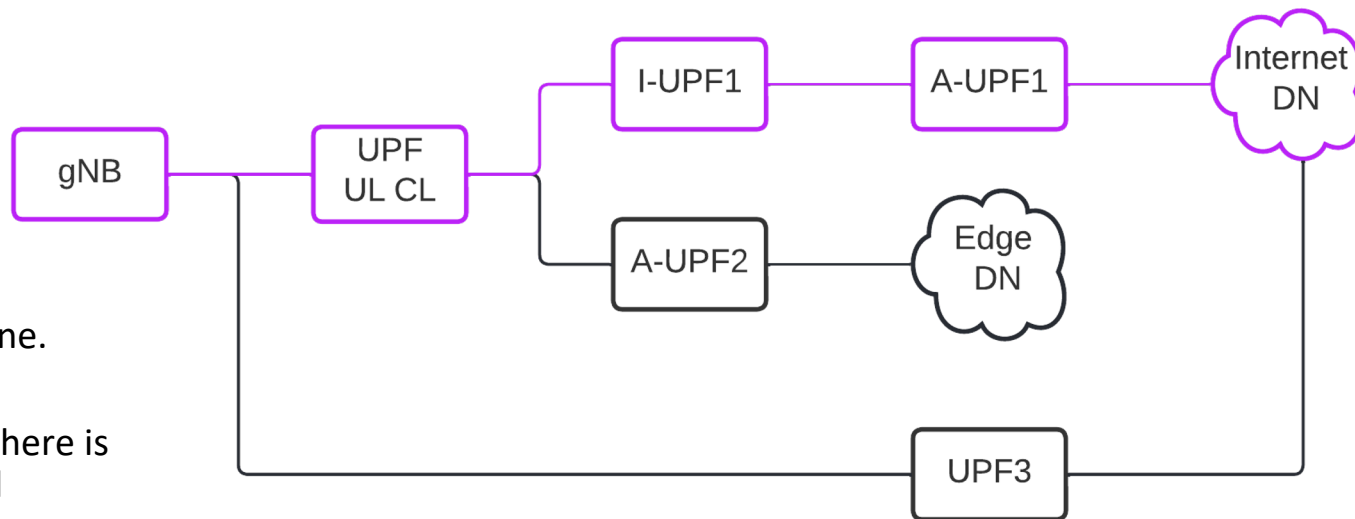 Internet
DN
I-UPF1
A-UPF1
UPF
UL CL
gNB
Edge
DN
A-UPF2
ne.
here is
UPF3